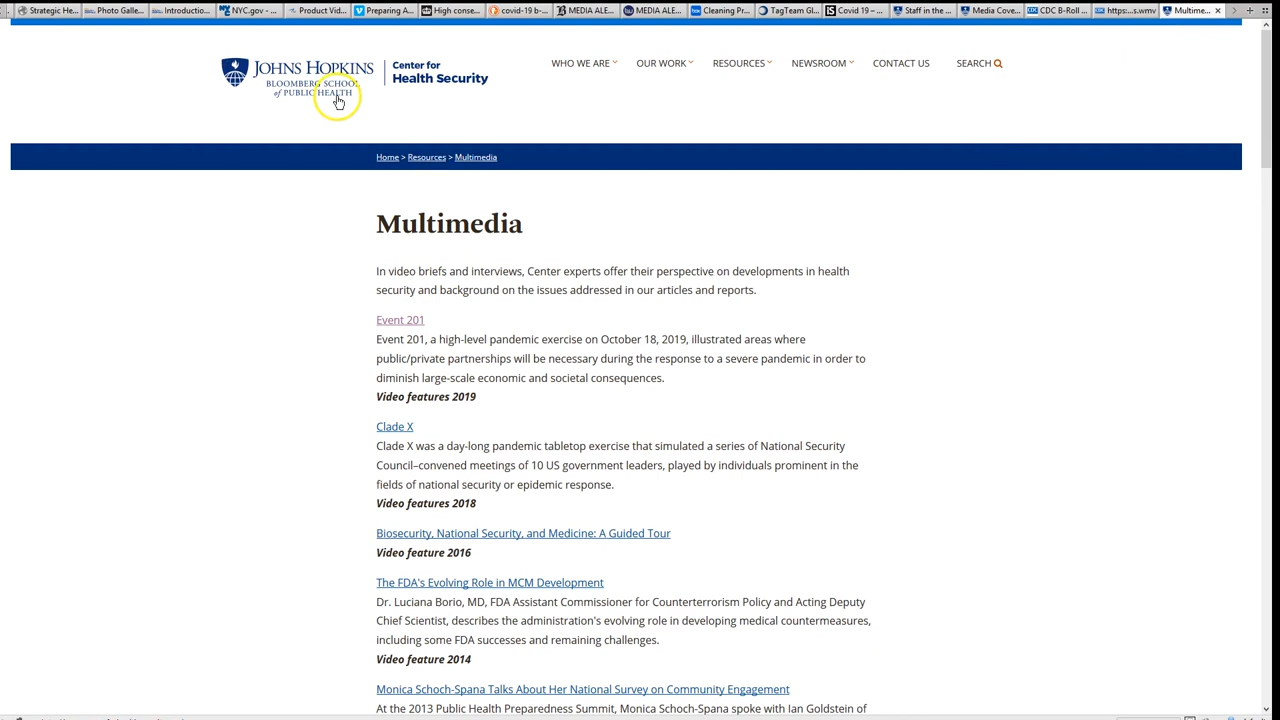 Strategic He...
Photo Galle...
Introductio...
NYC.gov - ...
Product Vid...
Preparing A...
High conse...
covid-19 b-...
MEDIA ALE...
MEDIA ALE...
Cleaning Pr...
TagTeam Gl...
Covid 19 – ...
Staff in the ...
Media Cove...
CDC B-Roll ...
https:...s.wmv
Multime...
JOHNS HOPKINS
BLOOMBERG SCHOOL
of PUBLIC HEALTH
Center for
Health Security
WHO WE ARE
OUR WORK
RESOURCES
NEWSROOM
CONTACT US
SEARCH
Home > Resources > Multimedia
Multimedia
In video briefs and interviews, Center experts offer their perspective on developments in health
security and background on the issues addressed in our articles and reports.
Event 201
Event 201, a high-level pandemic exercise on October 18, 2019, illustrated areas where
public/private partnerships will be necessary during the response to a severe pandemic in order to
diminish large-scale economic and societal consequences.
Video features 2019
Clade X
Clade X was a day-long pandemic tabletop exercise that simulated a series of National Security
Council–convened meetings of 10 US government leaders, played by individuals prominent in the
fields of national security or epidemic response.
Video features 2018
Biosecurity, National Security, and Medicine: A Guided Tour
Video feature 2016
The FDA's Evolving Role in MCM Development
Dr. Luciana Borio, MD, FDA Assistant Commissioner for Counterterrorism Policy and Acting Deputy
Chief Scientist, describes the administration's evolving role in developing medical countermeasures,
including some FDA successes and remaining challenges.
Video feature 2014
Monica Schoch-Spana Talks About Her National Survey on Community Engagement
At the 2013 Public Health Preparedness Summit, Monica Schoch-Spana spoke with Ian Goldstein of